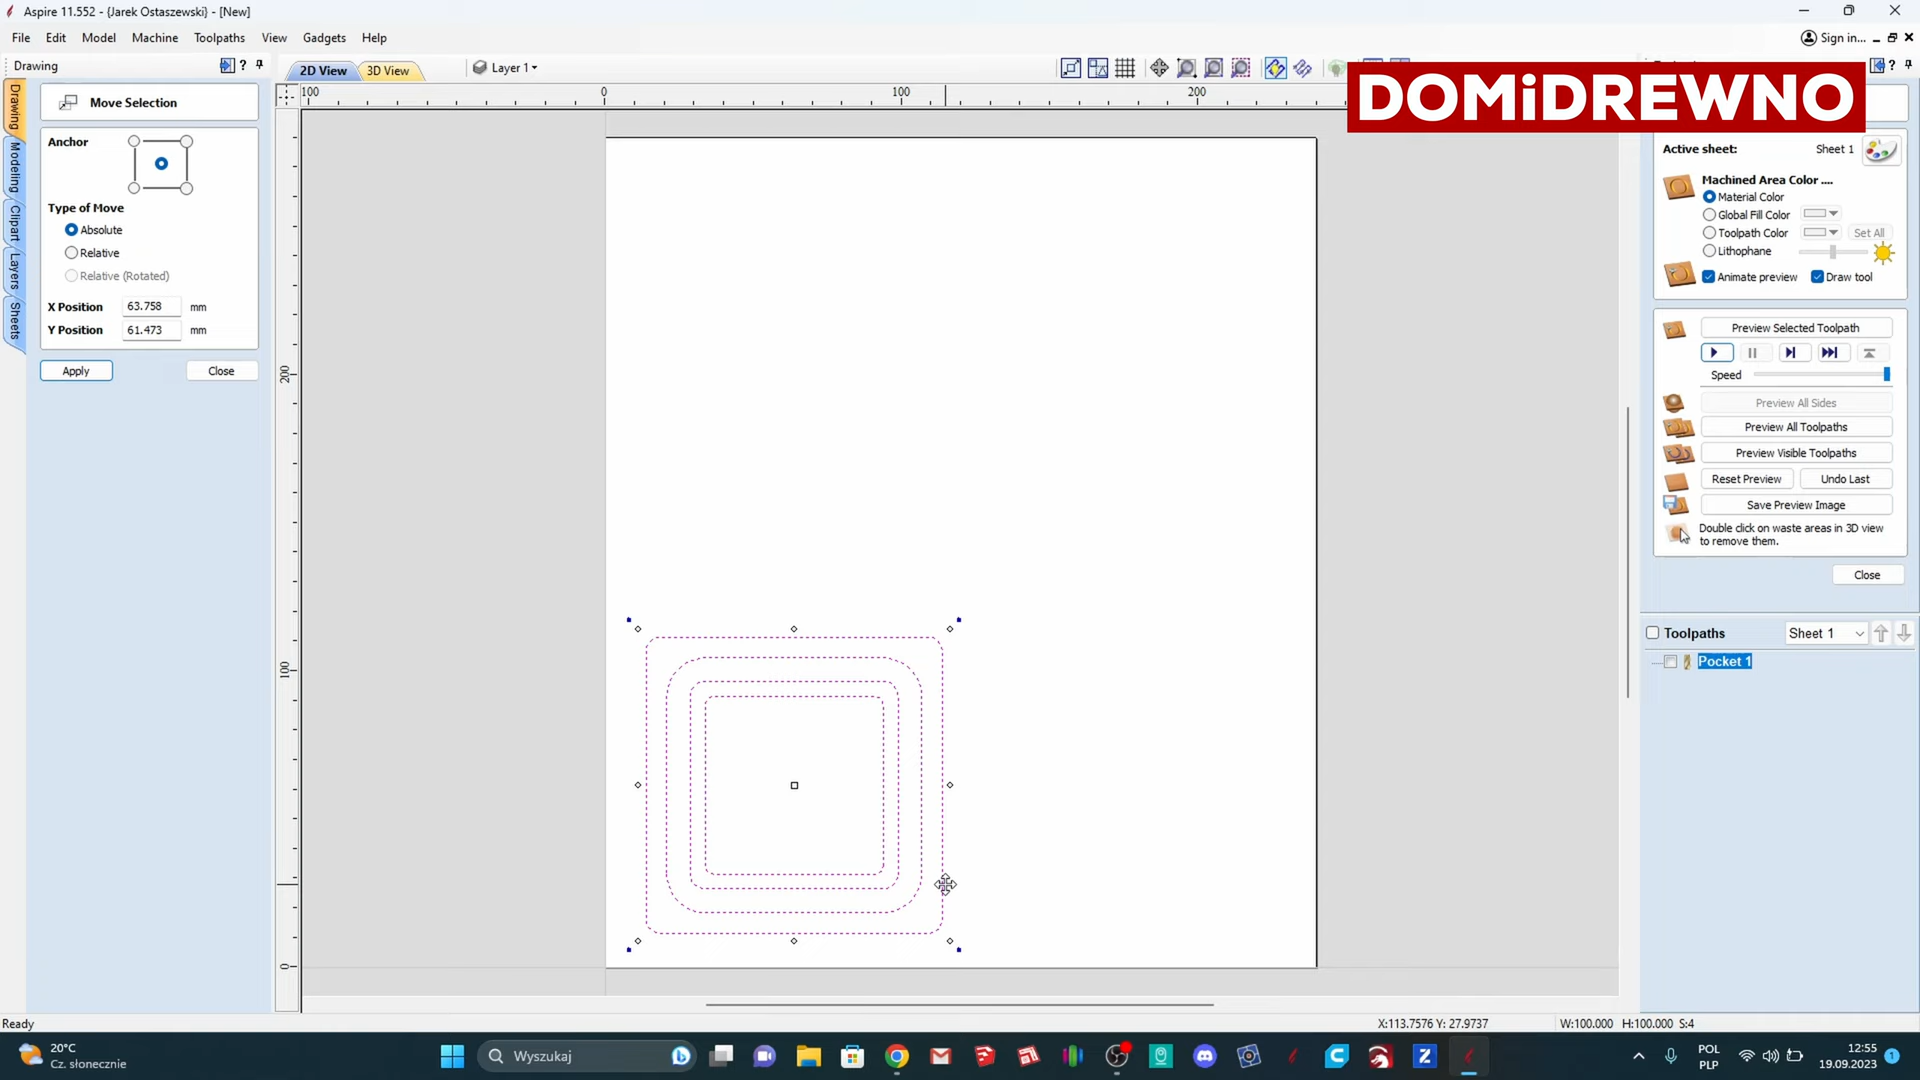 Aspire 11.552 - {Jarek Ostaszewski} - [New]
File Edit Model Machine Toolpaths View Gadgets Help
Sign in...
Drawing
2D View
3D View
Layer 1
DOMiDREWNO
Drawing
Modeling
Clipart
Layers
Sheets
Move Selection
Anchor
Type of Move
Absolute
Relative
Relative (Rotated)
X Position 63.758 mm
Y Position 61.473 mm
Apply Close
100 0 100 200
200
100
0
Active sheet: Sheet 1
Machined Area Color ....
Material Color
Global Fill Color
Toolpath Color Set All
Lithophane
Animate preview Draw tool
Preview Selected Toolpath
Speed
Preview All Sides
Preview All Toolpaths
Preview Visible Toolpaths
Reset Preview Undo Last
Save Preview Image
Double click on waste areas in 3D view
to remove them.
Close
Toolpaths Sheet 1
Pocket 1
Ready
X:113.7576 Y: 27.9737
W:100.000 H:100.000 S:4
20°C
Cz. słonecznie
Wyszukaj
POL
PLP
12:55
19.09.2023
1